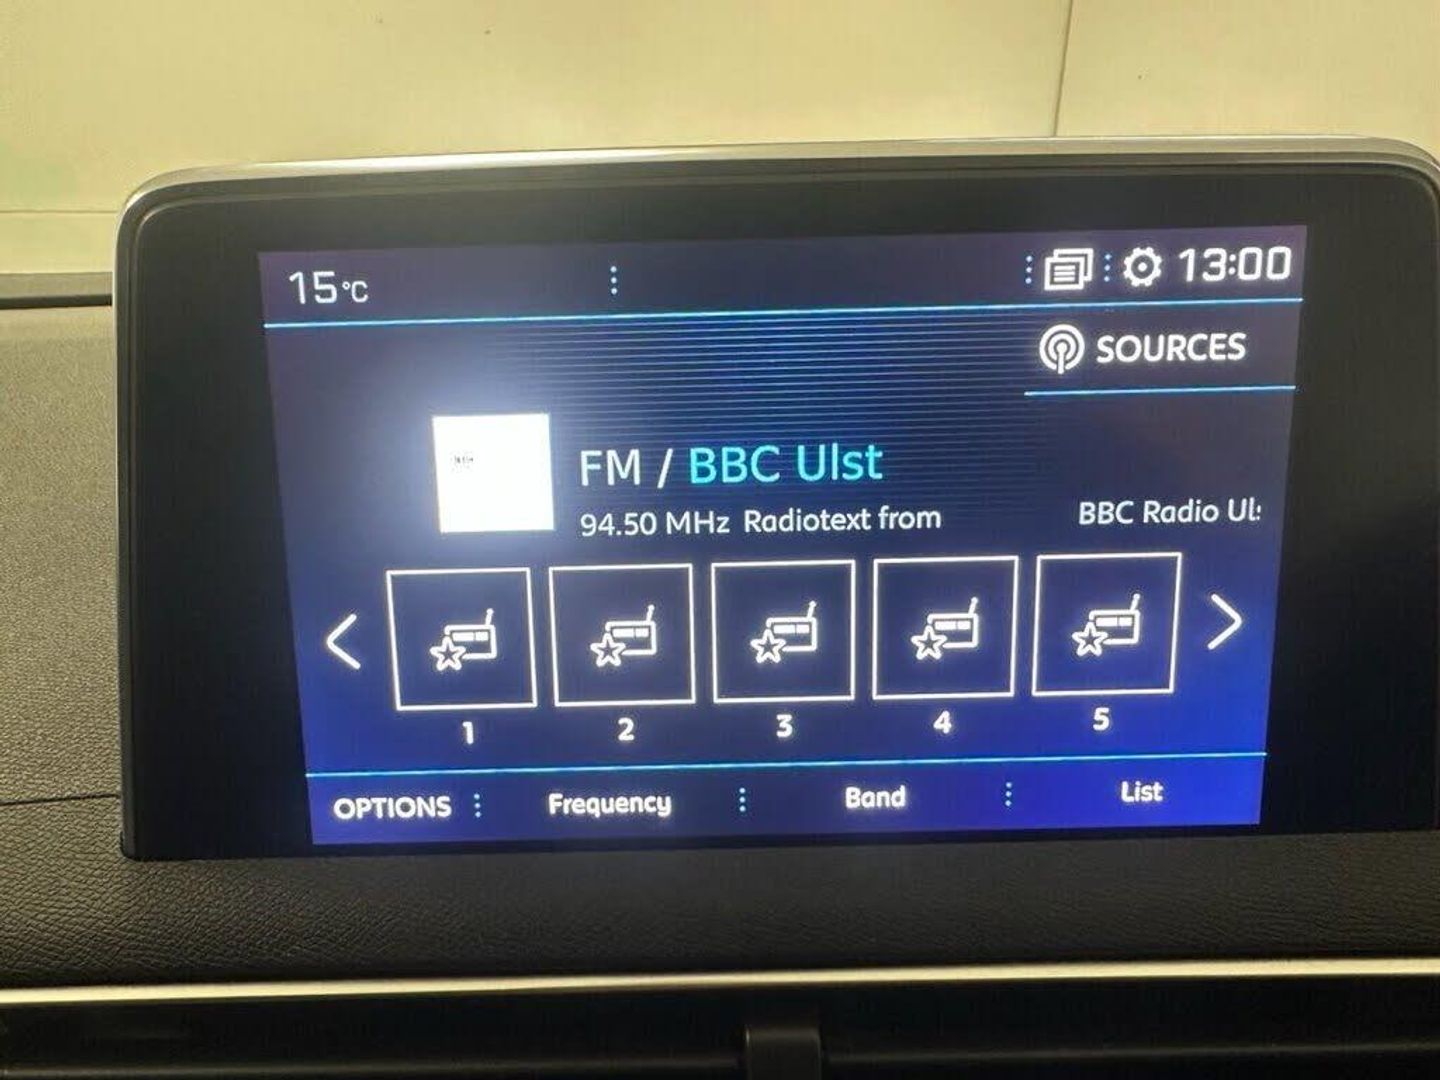 15°C
13:00
SOURCES
FM / BBC Ulst
94.50 MHz Radiotext from BBC Radio Ul
1 2 3 4 5
OPTIONS Frequency Band List